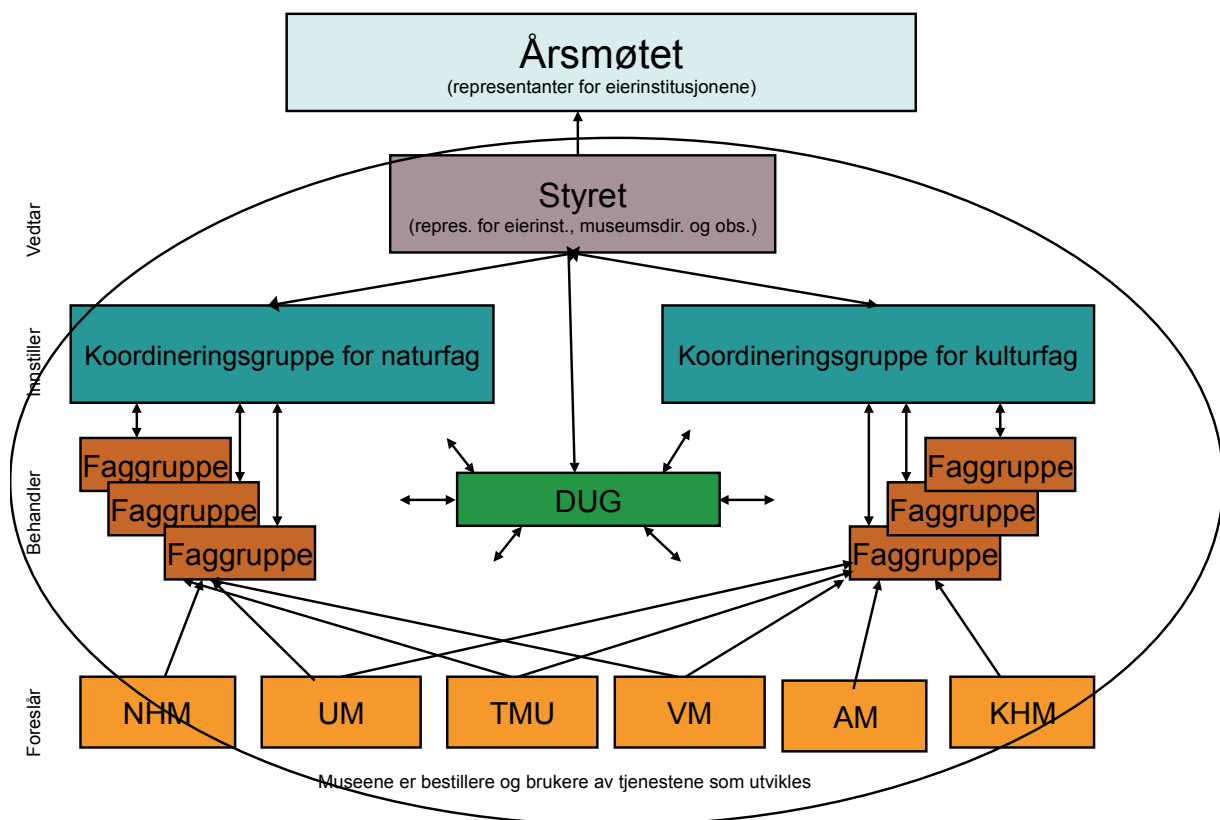 Årsmøtet
(representanter for eierinstitusjonene)
Styret
(repres. for eierinst., museumsdir. og obs.)
Vedtar
Koordineringsgruppe for naturfag
Koordineringsgruppe for kulturfag
Innstiller
Faggruppe
Faggruppe
Faggruppe
DUG
Faggruppe
Faggruppe
Faggruppe
Behandler
NHM
UM
TMU
VM
AM
KHM
Foreslår
Museene er bestillere og brukere av tjenestene som utvikles